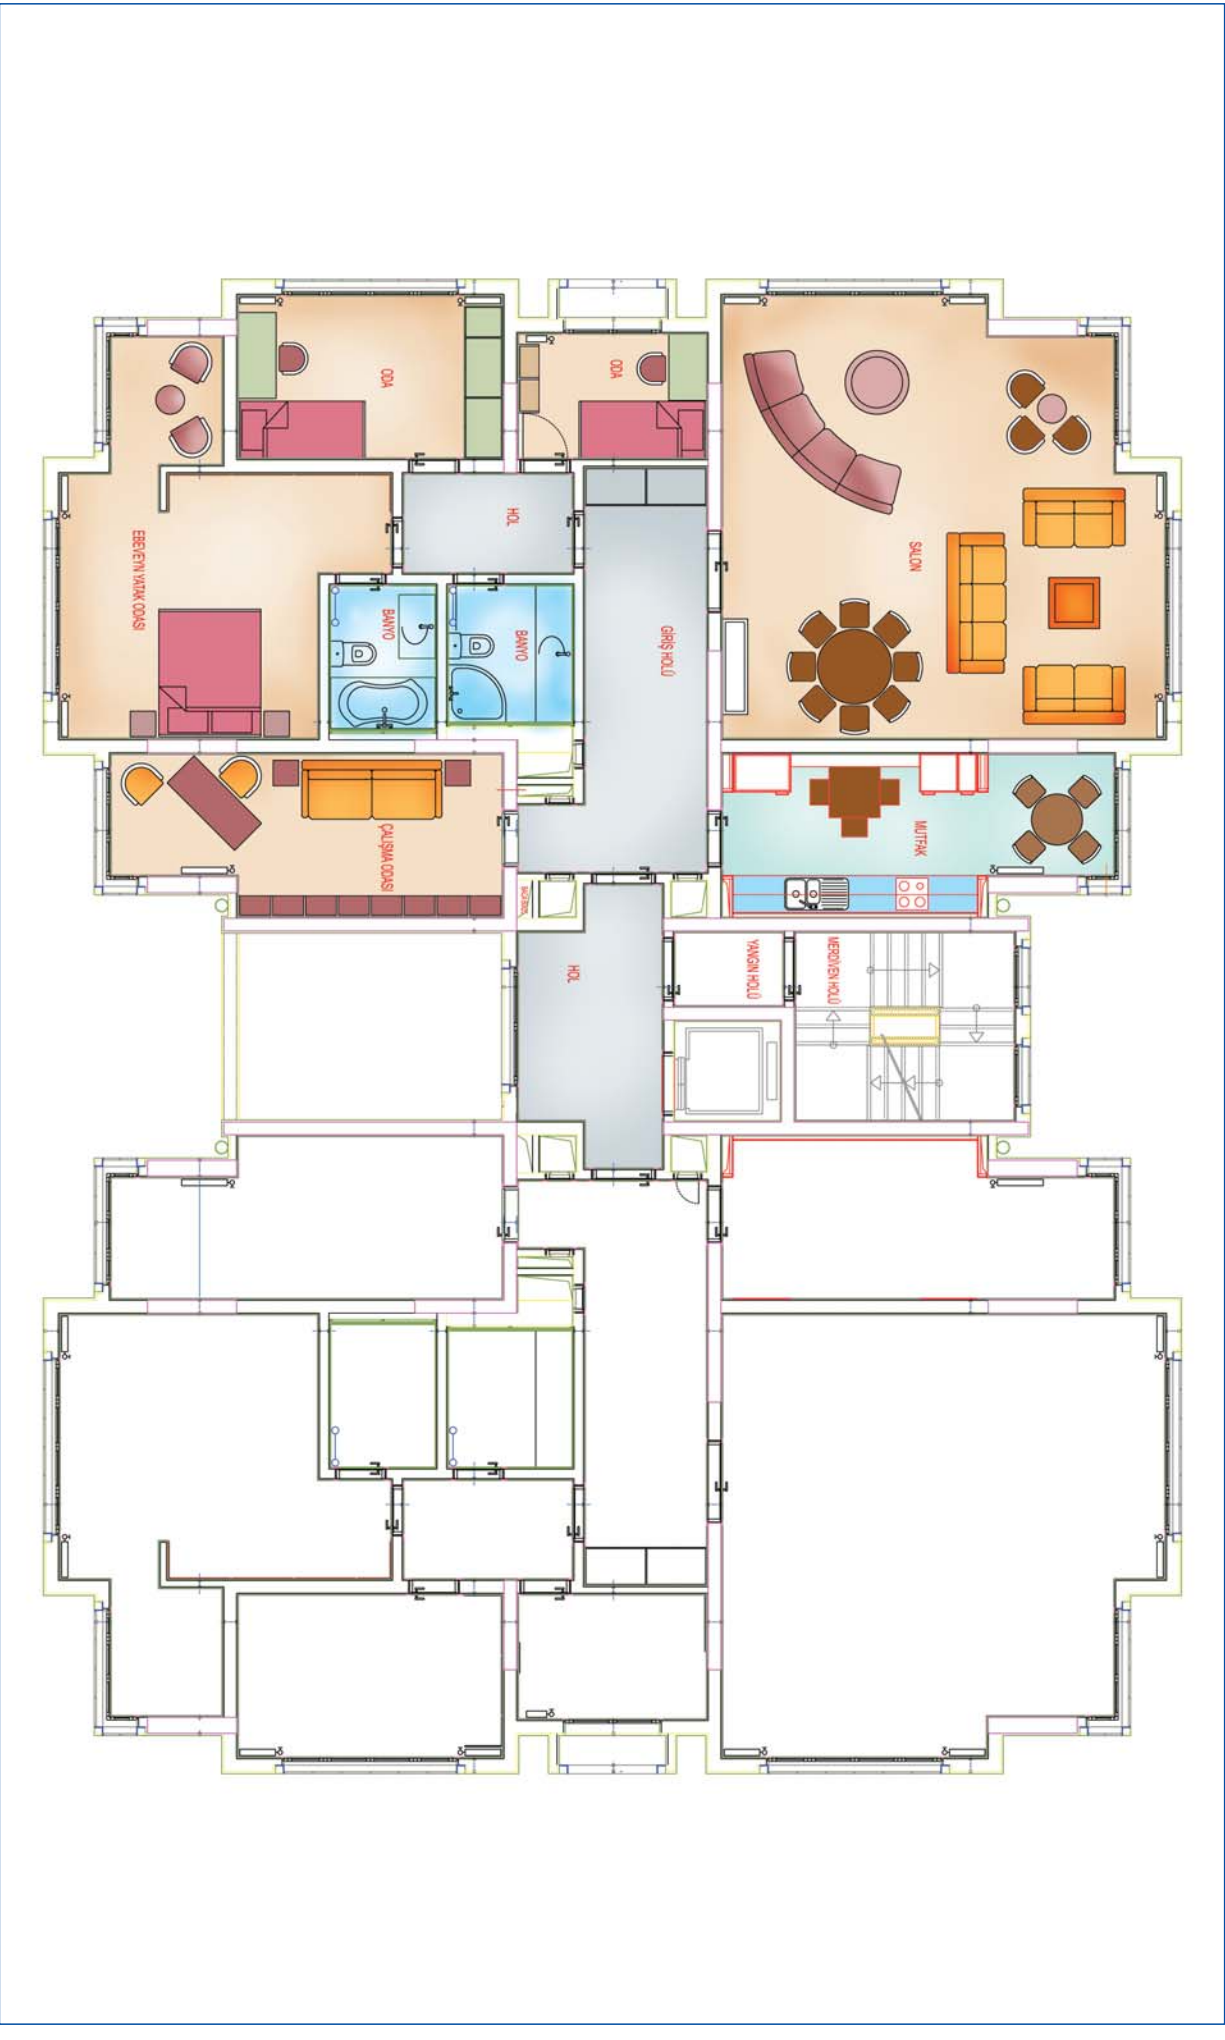 ODA
ODA
HOL
EBEVEYN YATAK ODASI
SALON
BANYO
BANYO
GİRİŞ HOLÜ
ÇALIŞMA ODASI
MUTFAK
HOL
YANGIN HOLÜ
MERDİVEN HOLÜ